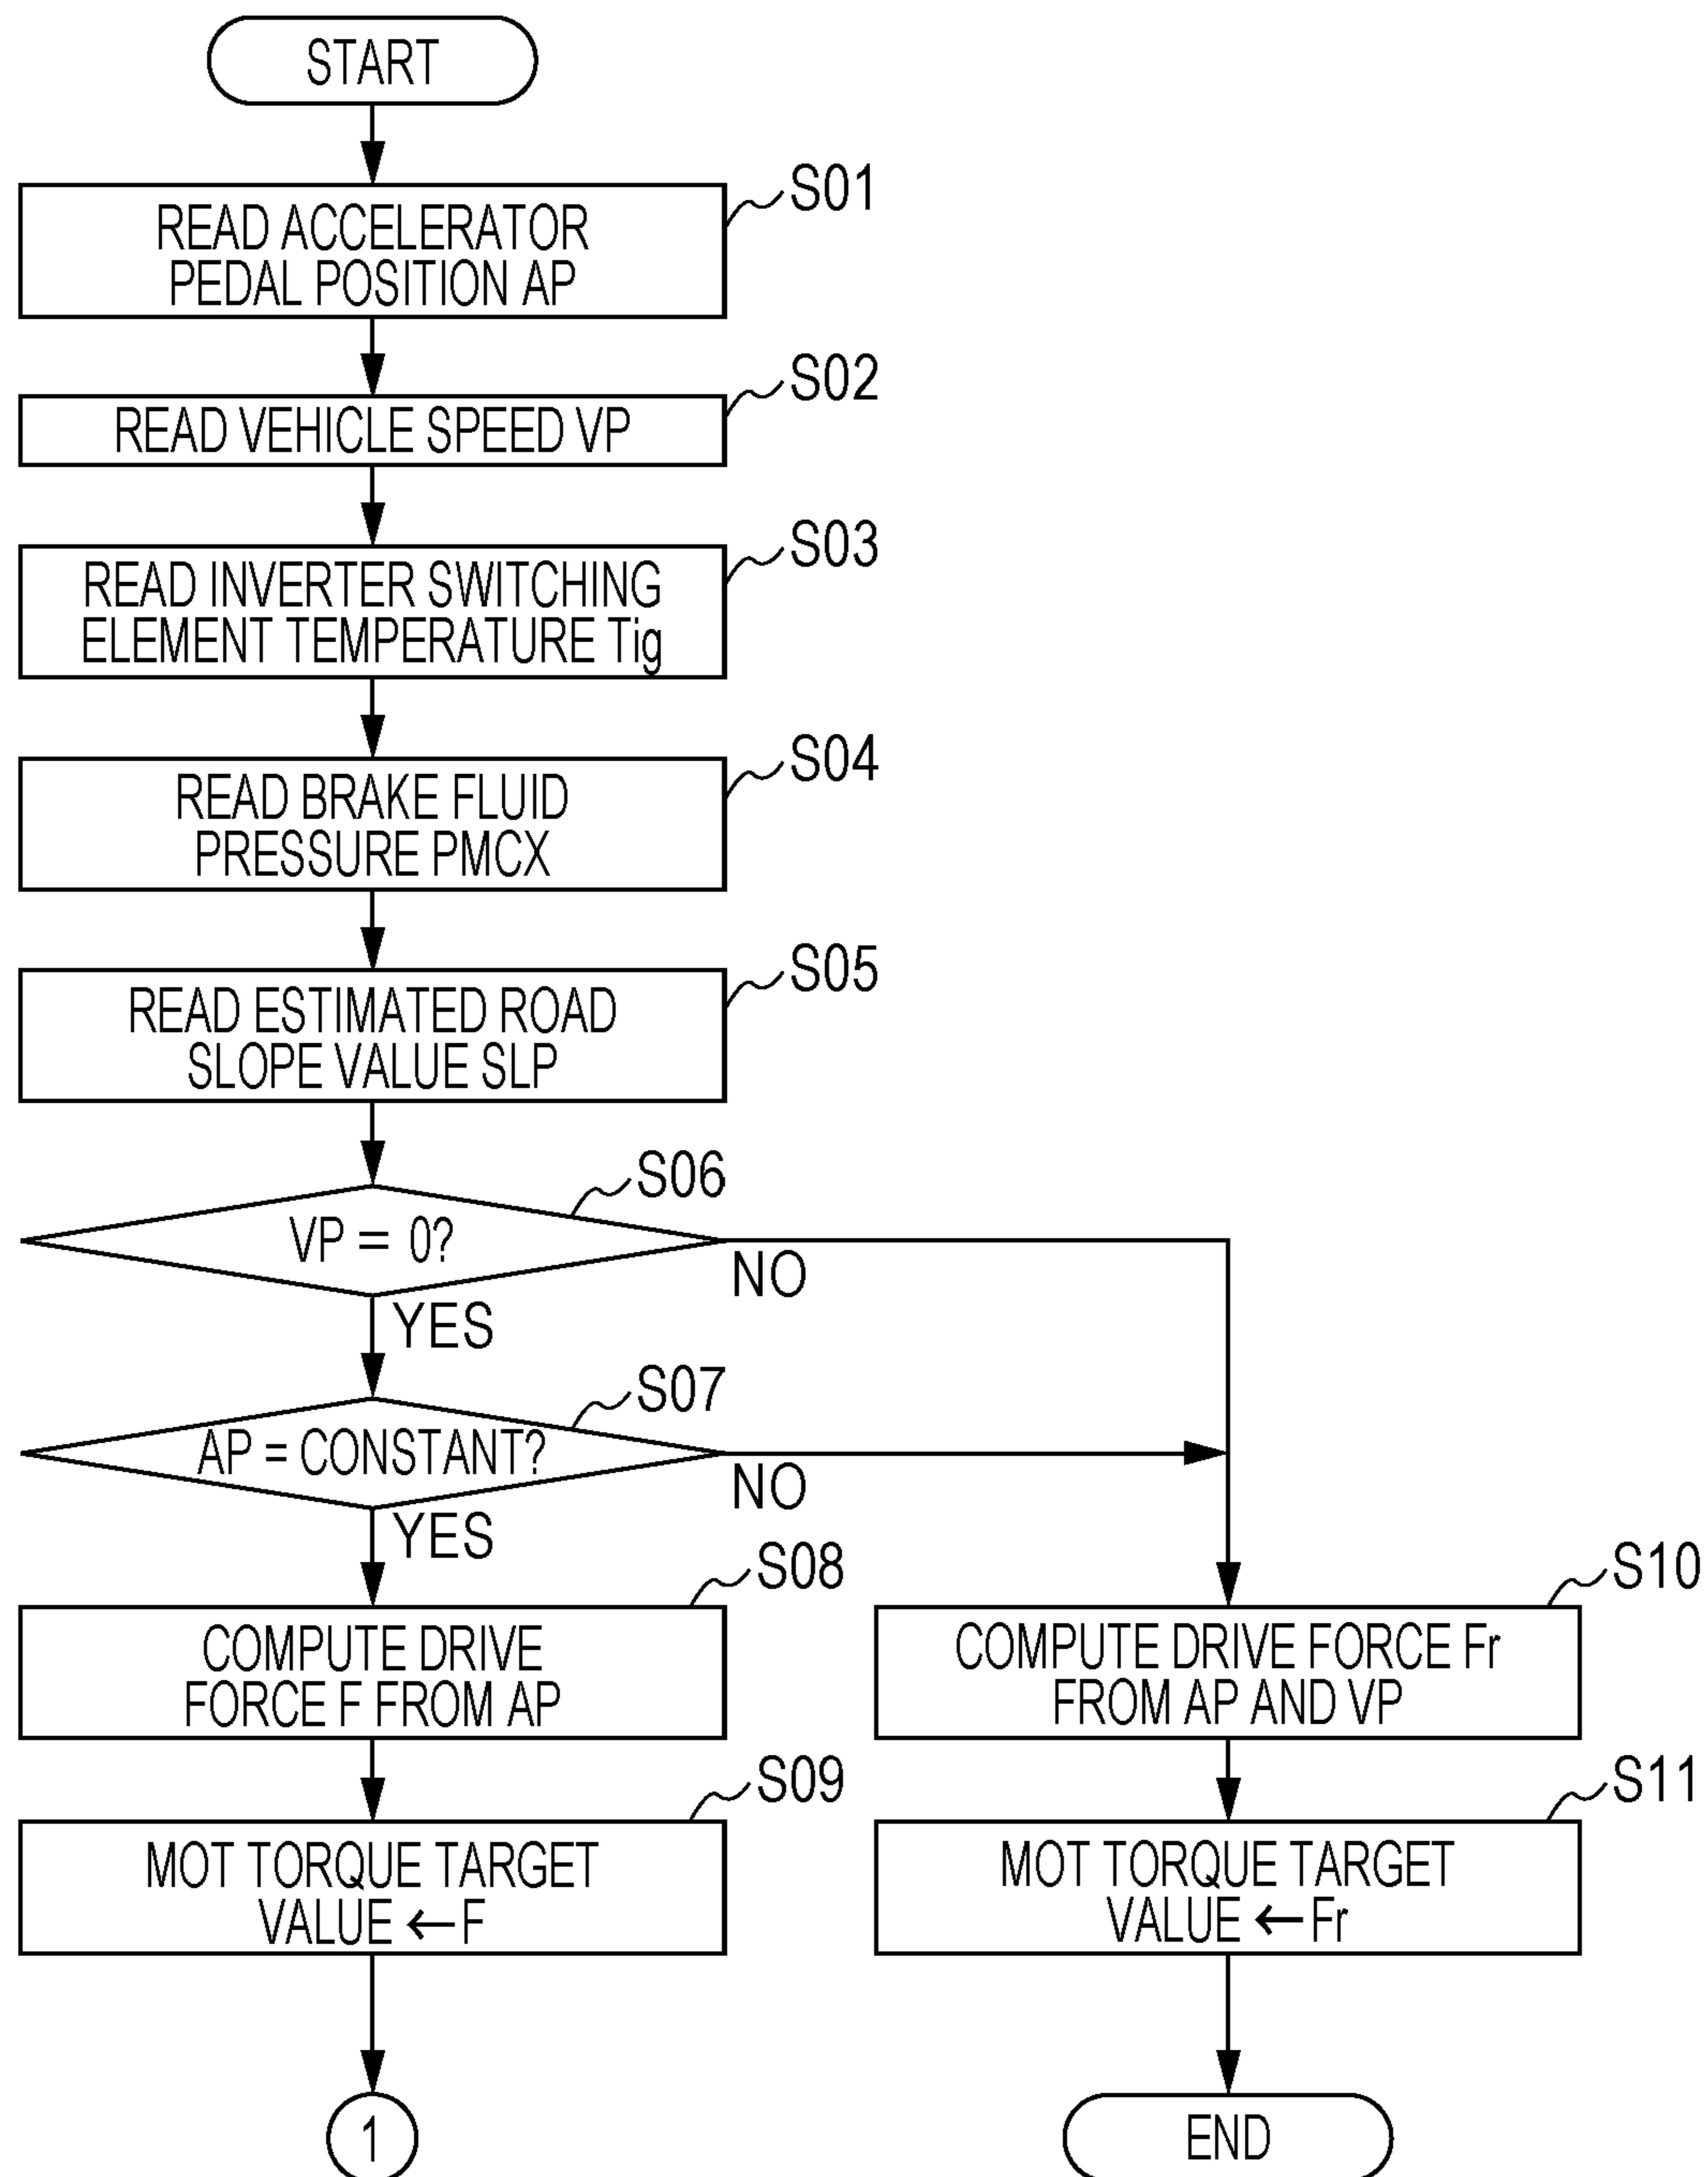 START
S01
READ ACCELERATOR
PEDAL POSITION AP
S02
READ VEHICLE SPEED VP
S03
READ INVERTER SWITCHING
ELEMENT TEMPERATURE Tig
S04
READ BRAKE FLUID
PRESSURE PMCX
S05
READ ESTIMATED ROAD
SLOPE VALUE SLP
S06
VP = 0?
NO
YES
S07
AP = CONSTANT?
NO
YES
S08
COMPUTE DRIVE
FORCE F FROM AP
S10
COMPUTE DRIVE FORCE Fr
FROM AP AND VP
S09
MOT TORQUE TARGET
VALUE ← F
S11
MOT TORQUE TARGET
VALUE ← Fr
1
END